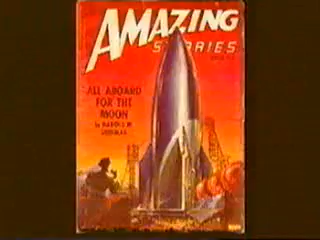 AMAZING
STORIES
ALL ABOARD
FOR THE
MOON
by HAROLD M.
SHERMAN